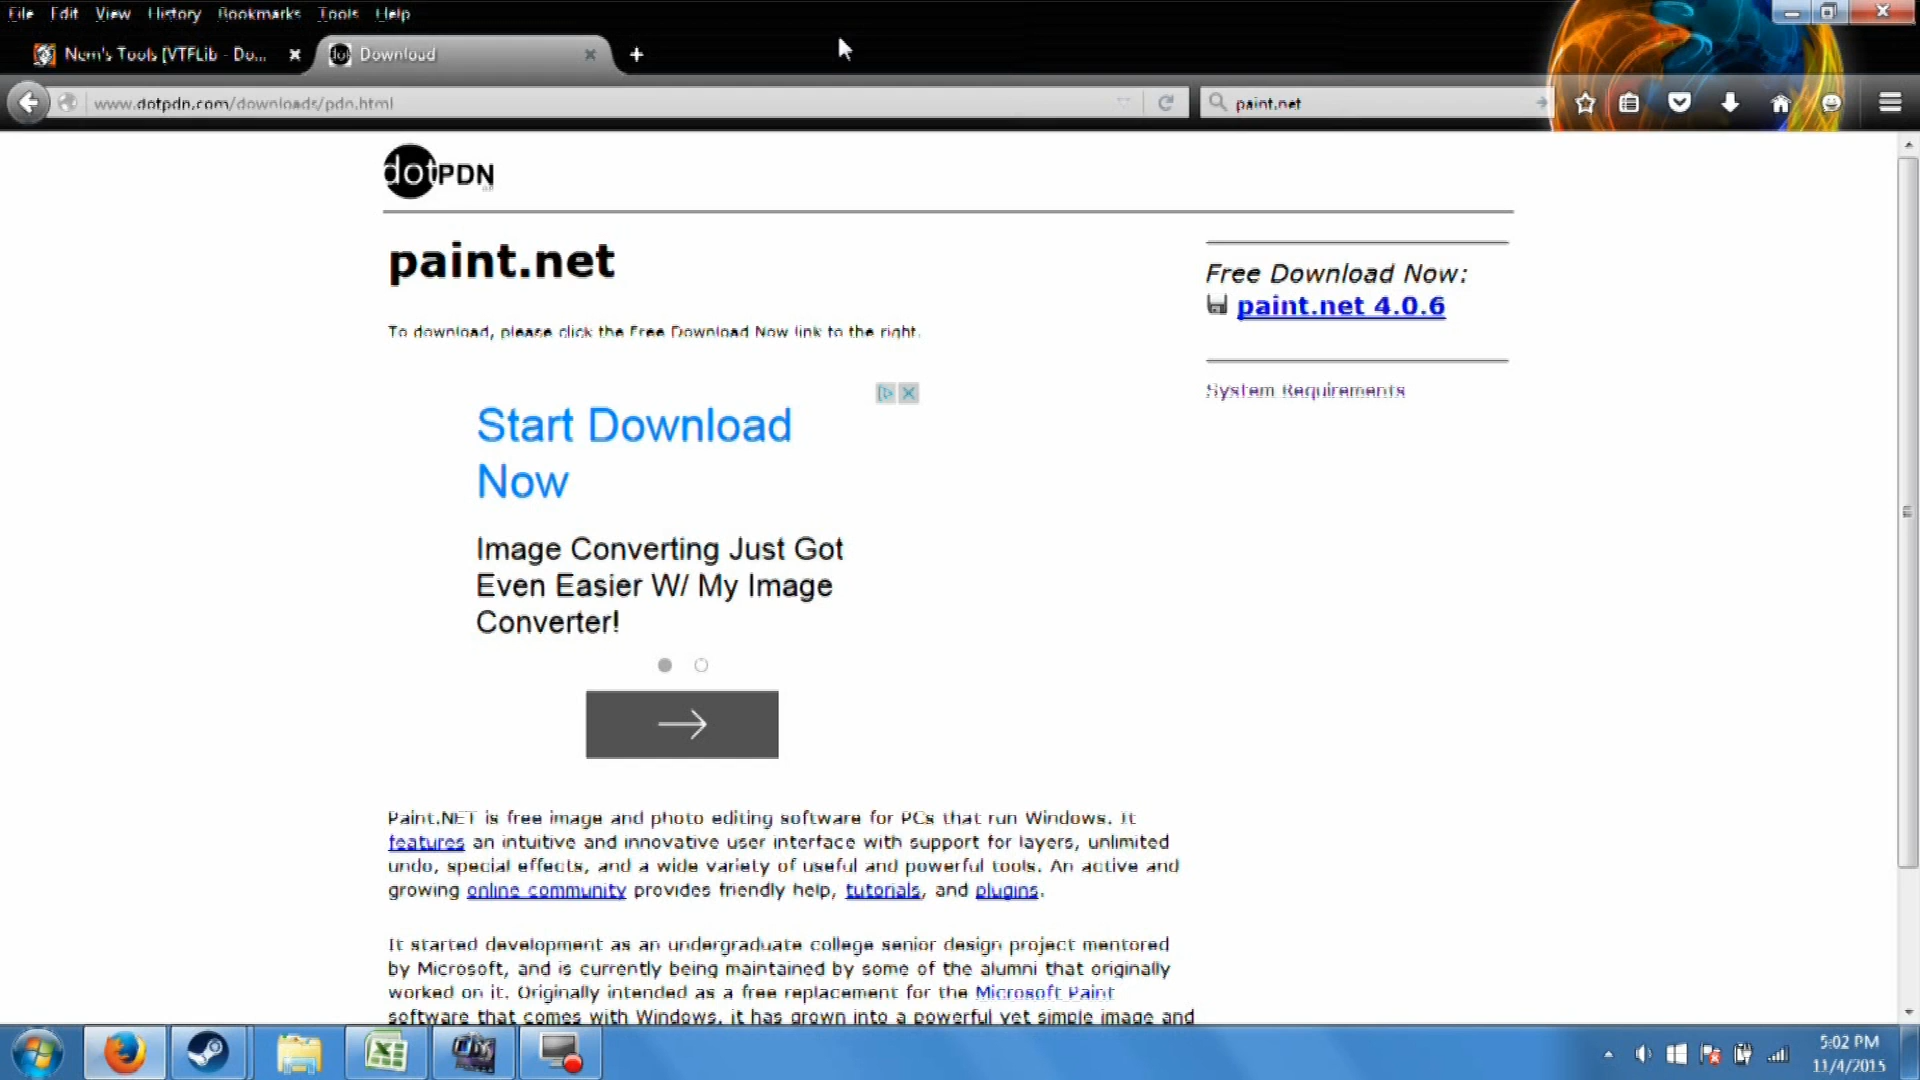 File Edit View History Bookmarks Tools Help
Nem's Tools [VTFLib - Do...
Download
www.dotpdn.com/downloads/pdn.html
paint.net
dotPDN
paint.net
To download, please click the Free Download Now link to the right.
Free Download Now:
paint.net 4.0.6
System Requirements
Start Download
Now
Image Converting Just Got
Even Easier W/ My Image
Converter!
Paint.NET is free image and photo editing software for PCs that run Windows. It
features an intuitive and innovative user interface with support for layers, unlimited
undo, special effects, and a wide variety of useful and powerful tools. An active and
growing online community provides friendly help, tutorials, and plugins.
It started development as an undergraduate college senior design project mentored
by Microsoft, and is currently being maintained by some of the alumni that originally
worked on it. Originally intended as a free replacement for the Microsoft Paint
software that comes with Windows, it has grown into a powerful yet simple image and
5:02 PM
11/4/2015